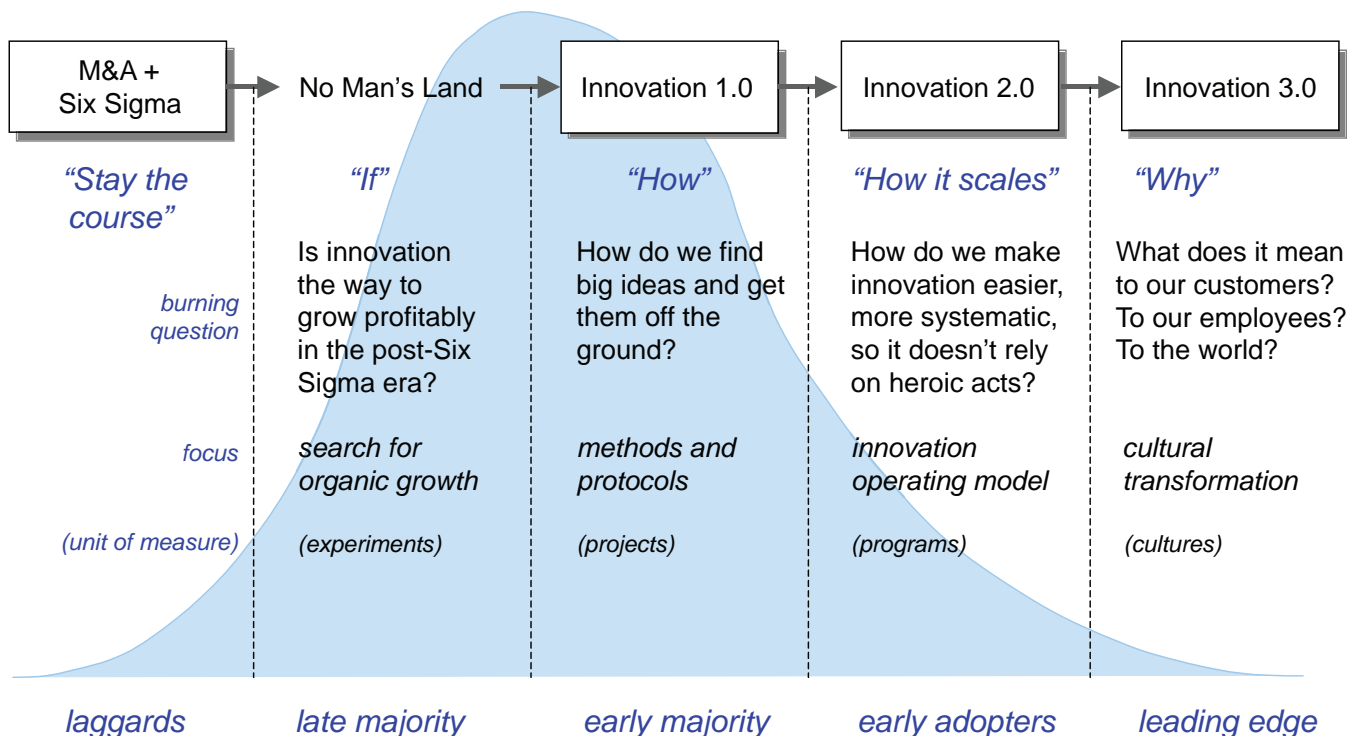 M&A +
Six Sigma
No Man's Land
Innovation 1.0
Innovation 2.0
Innovation 3.0
“Stay the
course”
“If”
“How”
“How it scales”
“Why”
burning
question
Is innovation
the way to
grow profitably
in the post-Six
Sigma era?
How do we find
big ideas and get
them off the
ground?
How do we make
innovation easier,
more systematic,
so it doesn’t rely
on heroic acts?
What does it mean
to our customers?
To our employees?
To the world?
focus
search for
organic growth
methods and
protocols
innovation
operating model
cultural
transformation
(unit of measure)
(experiments)
(projects)
(programs)
(cultures)
laggards
late majority
early majority
early adopters
leading edge